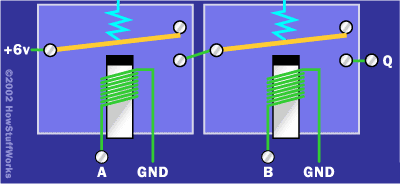 +6v
Q
A
GND
B
GND
©2002 HowStuffWorks